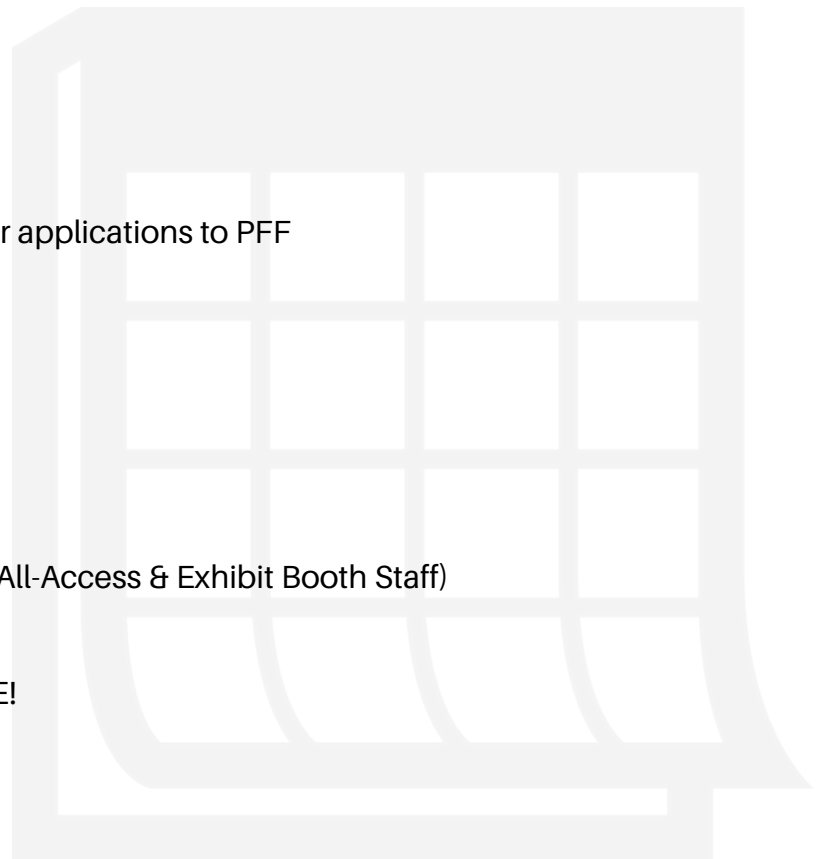 r applications to PFF
All-Access & Exhibit Booth Staff)
E!